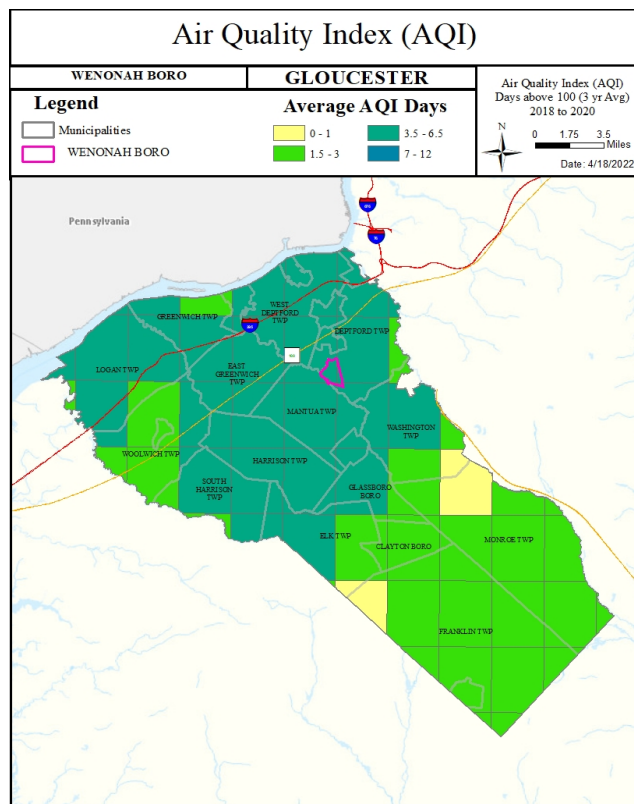 Air Quality Index (AQI)
WENONAH BORO
GLOUCESTER
Legend
Municipalities
WENONAH BORO
Average AQI Days
0 - 1
3.5 - 6.5
1.5 - 3
7 - 12
Air Quality Index (AQI)
Days above 100 (3 yr Avg)
2018 to 2020
N
0 1.75 3.5
Miles
Date: 4/18/2022
Pennsylvania
WEST
DEPTFORD
TWP
GREENWICH TWP
DEPTFORD TWP
LOGAN TWP
EAST
GREENWICH
TWP
MANTUA TWP
WASHINGTON
TWP
WOOLWICH TWP
HARRISON TWP
SOUTH
HARRISON
TWP
GLASSBORO
BORO
ELK TWP
CLAYTON BORO
MONROE TWP
FRANKLIN TWP